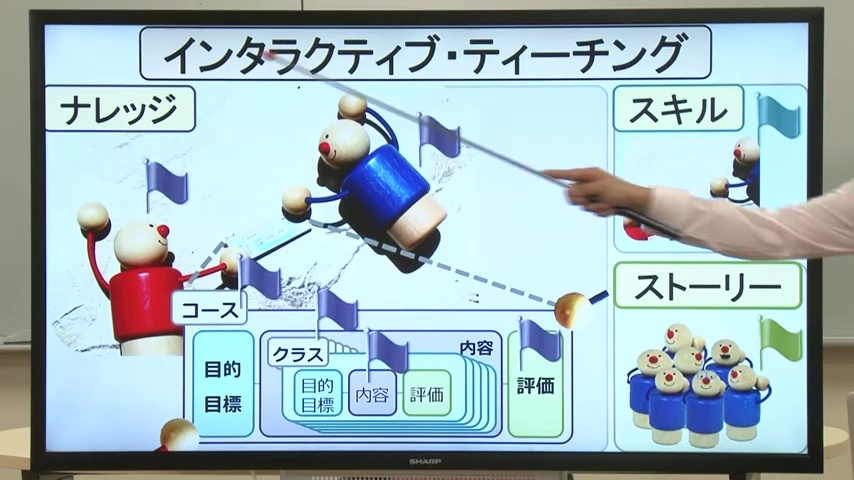 インタラクティブ・ティーチング
ナレッジ
スキル
ストーリー
コース
目的
目標
クラス
内容
目的
目標
内容
評価
評価
SHARP